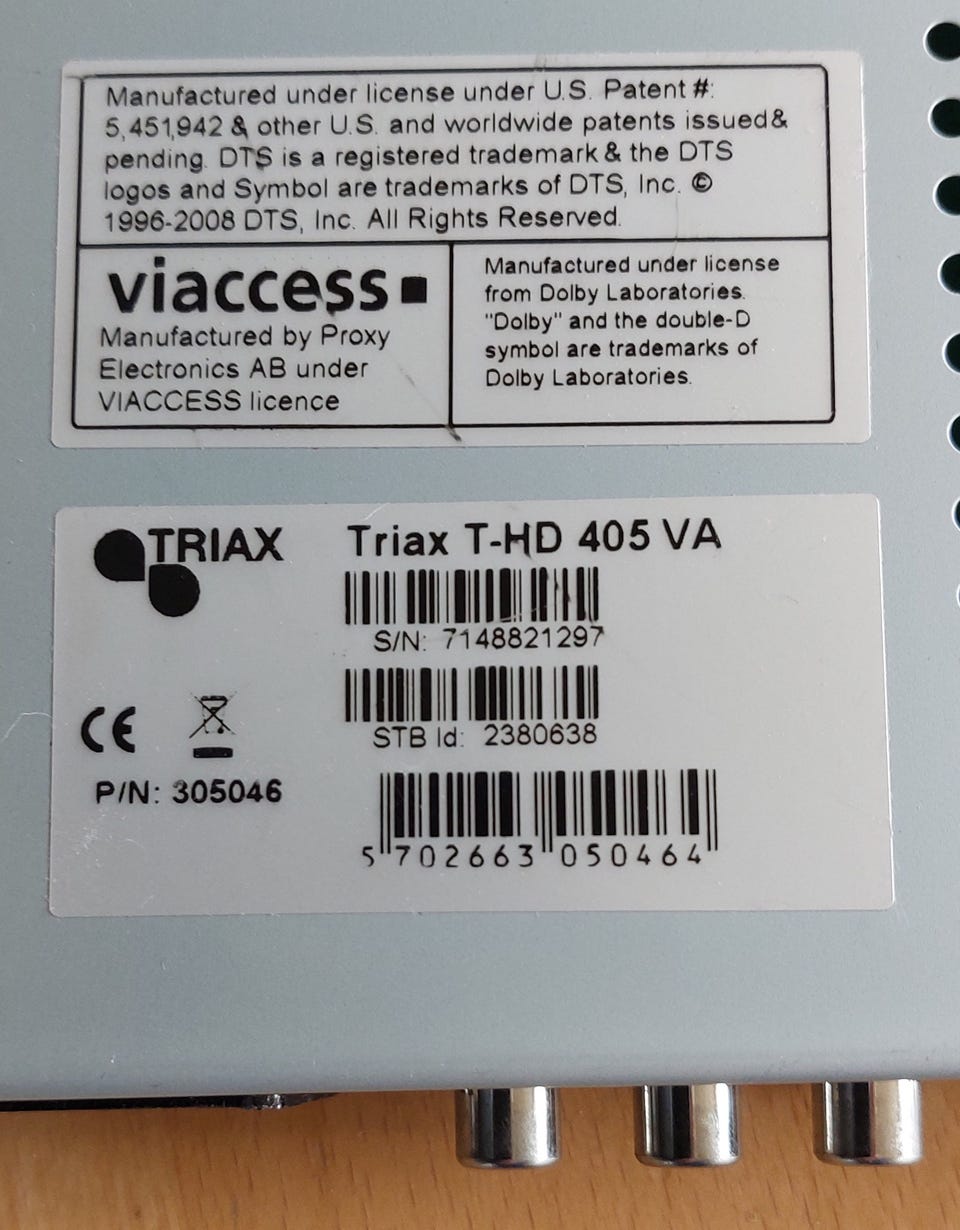 Manufactured under license under U.S. Patent #:
5,451,942 & other U.S. and worldwide patents issued&
pending. DTS is a registered trademark & the DTS
logos and Symbol are trademarks of DTS, Inc. ©
1996-2008 DTS, Inc. All Rights Reserved.
viaccess
Manufactured by Proxy
Electronics AB under
VIACCESS licence
Manufactured under license
from Dolby Laboratories.
"Dolby" and the double-D
symbol are trademarks of
Dolby Laboratories.
TRIAX
Triax T-HD 405 VA
S/N: 7148821297
STB Id: 2380638
CE
P/N: 305046
5 702663 050464